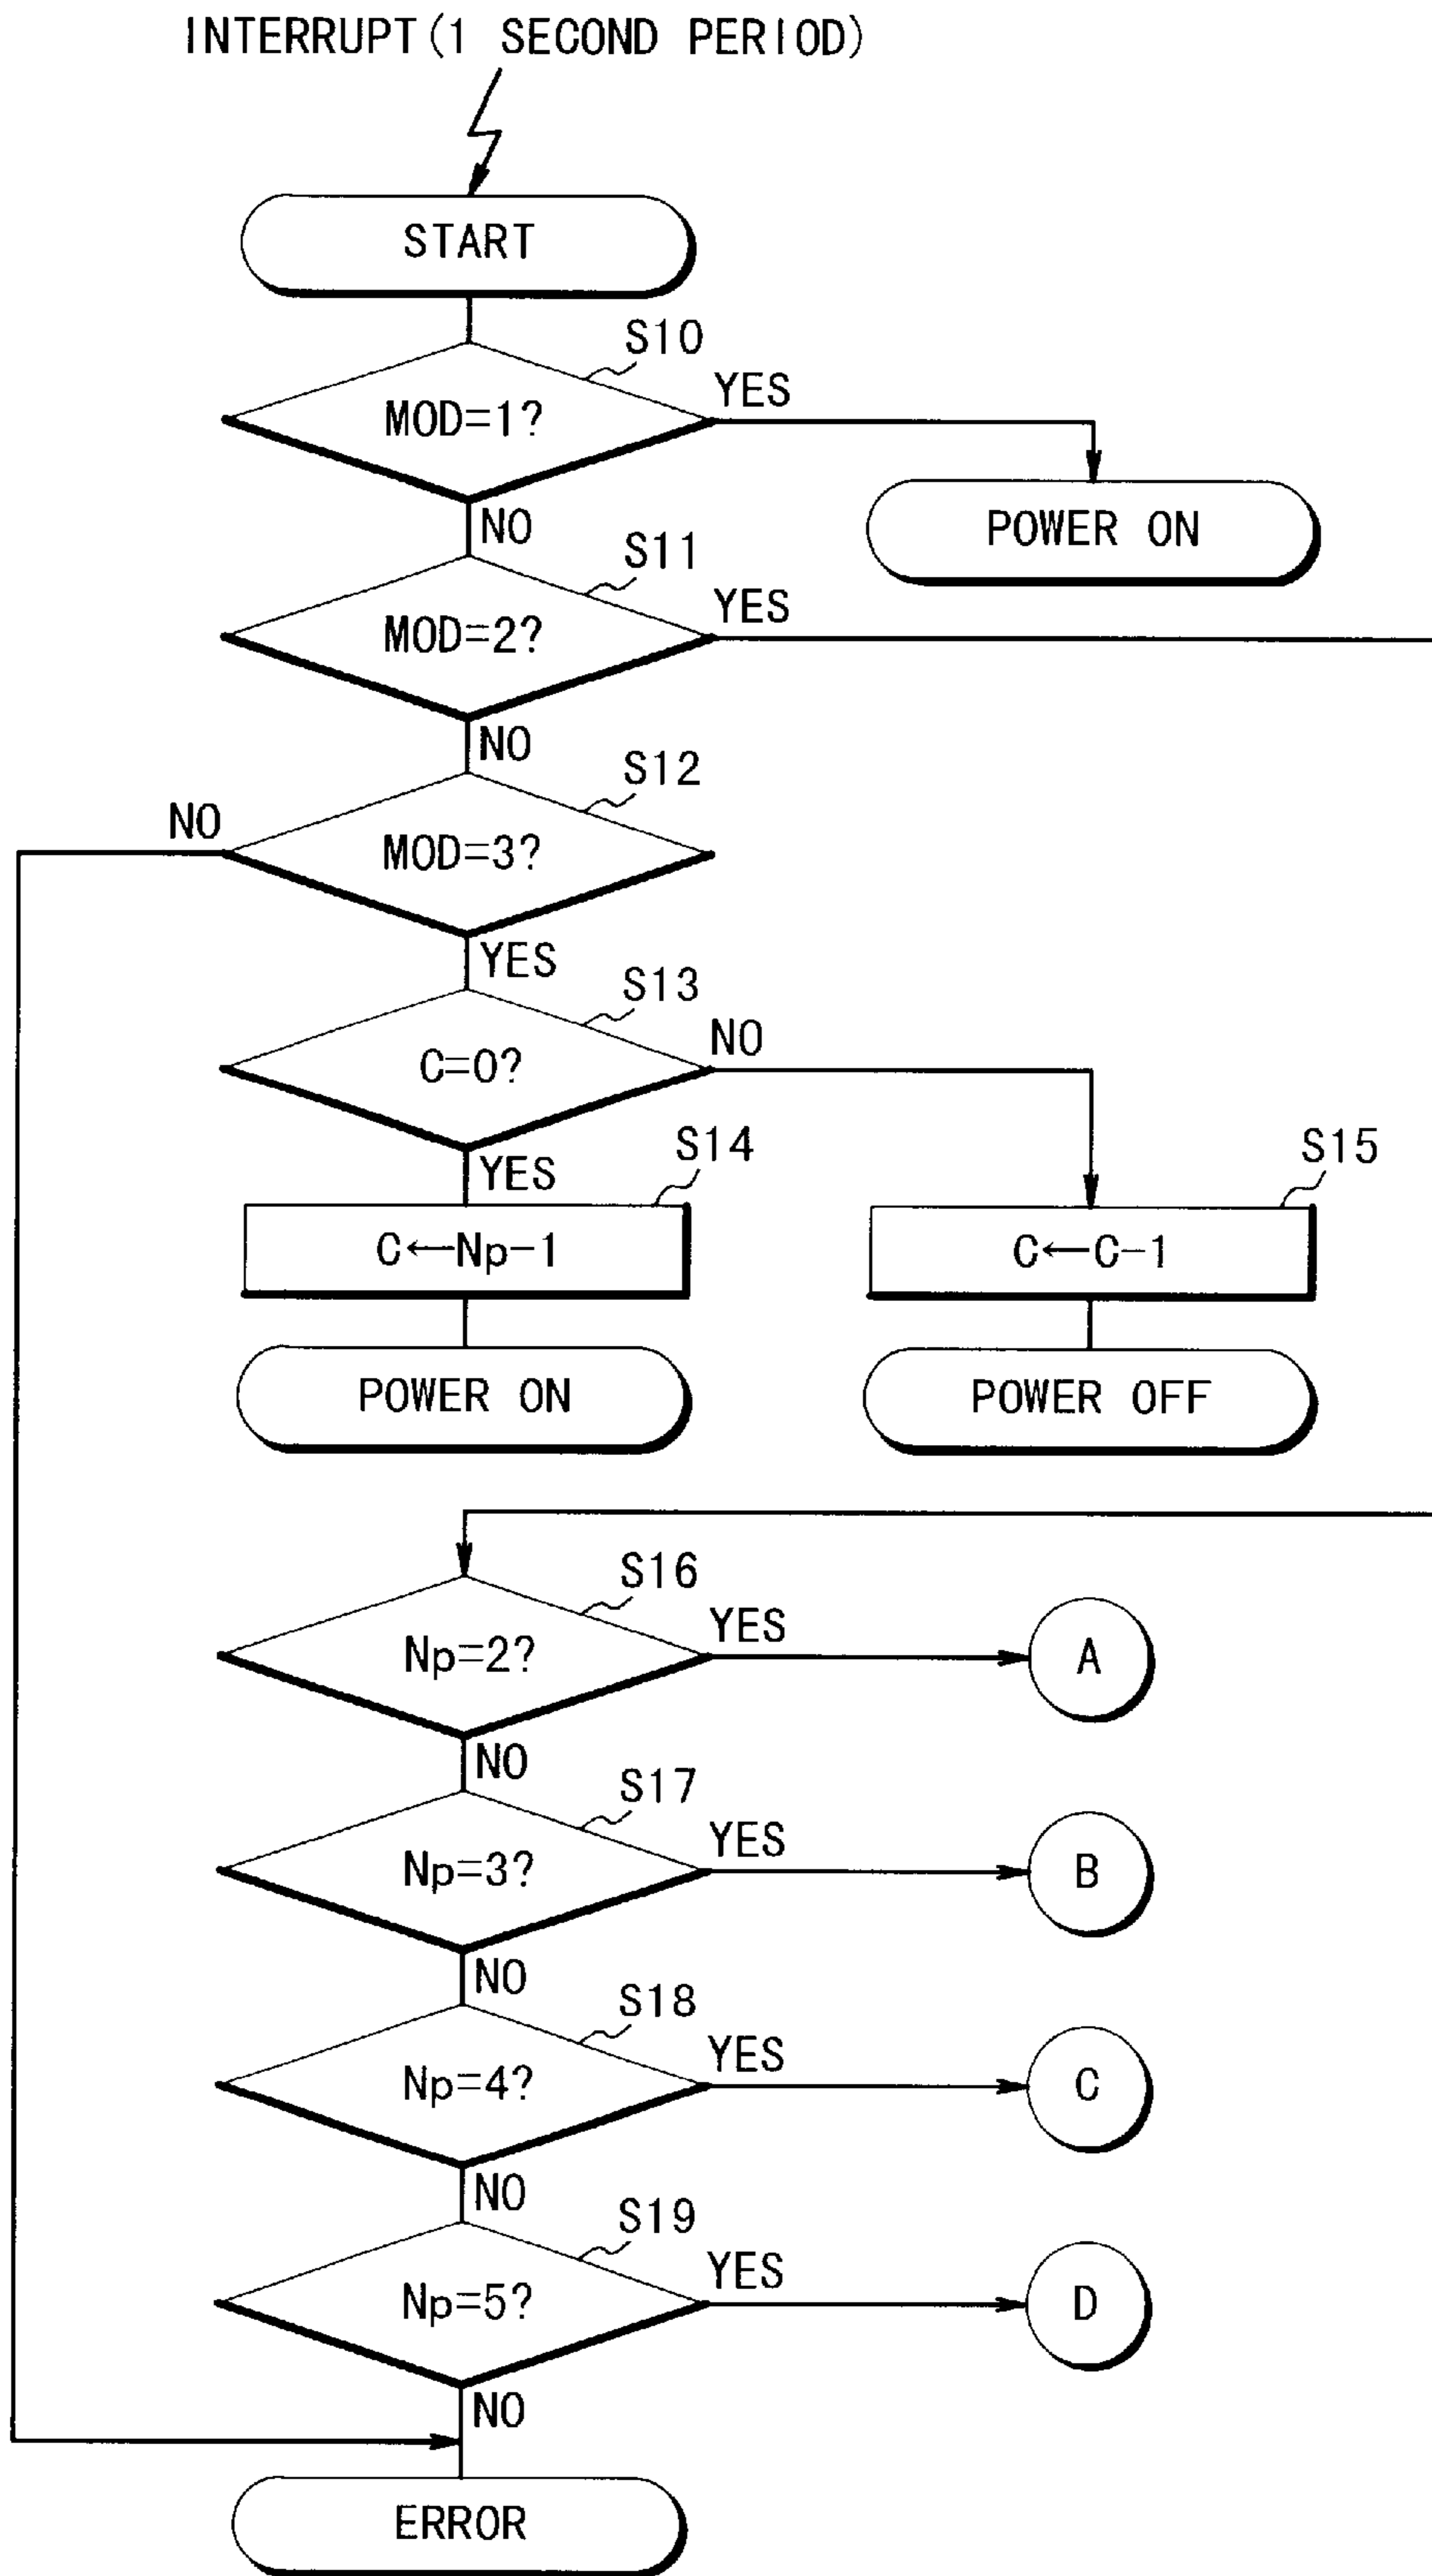 INTERRUPT(1 SECOND PERIOD)
START
S10
MOD=1?
YES
NO
POWER ON
S11
MOD=2?
YES
NO
S12
NO
MOD=3?
YES
S13
C=0?
NO
YES
S14
C←Np-1
S15
C←C-1
POWER ON
POWER OFF
S16
Np=2?
YES
A
NO
S17
Np=3?
YES
B
NO
S18
Np=4?
YES
C
NO
S19
Np=5?
YES
D
NO
ERROR